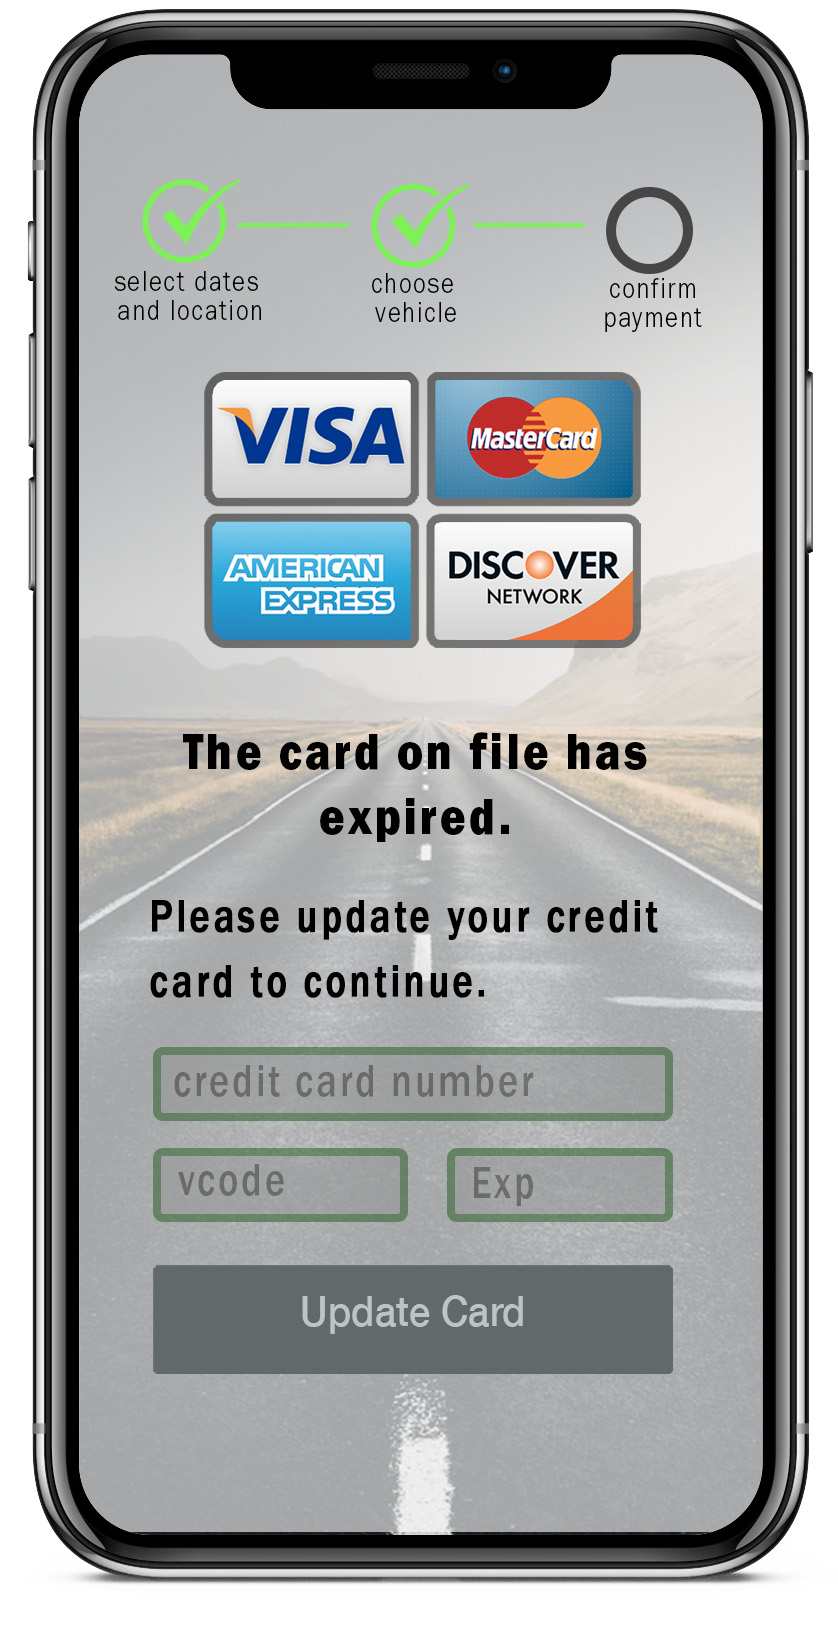 select dates
and location
choose
vehicle
confirm
payment
VISA
MasterCard
AMERICAN
EXPRESS
DISCOVER
NETWORK
The card on file has
expired.
Please update your credit
card to continue.
credit card number
vcode
Exp
Update Card